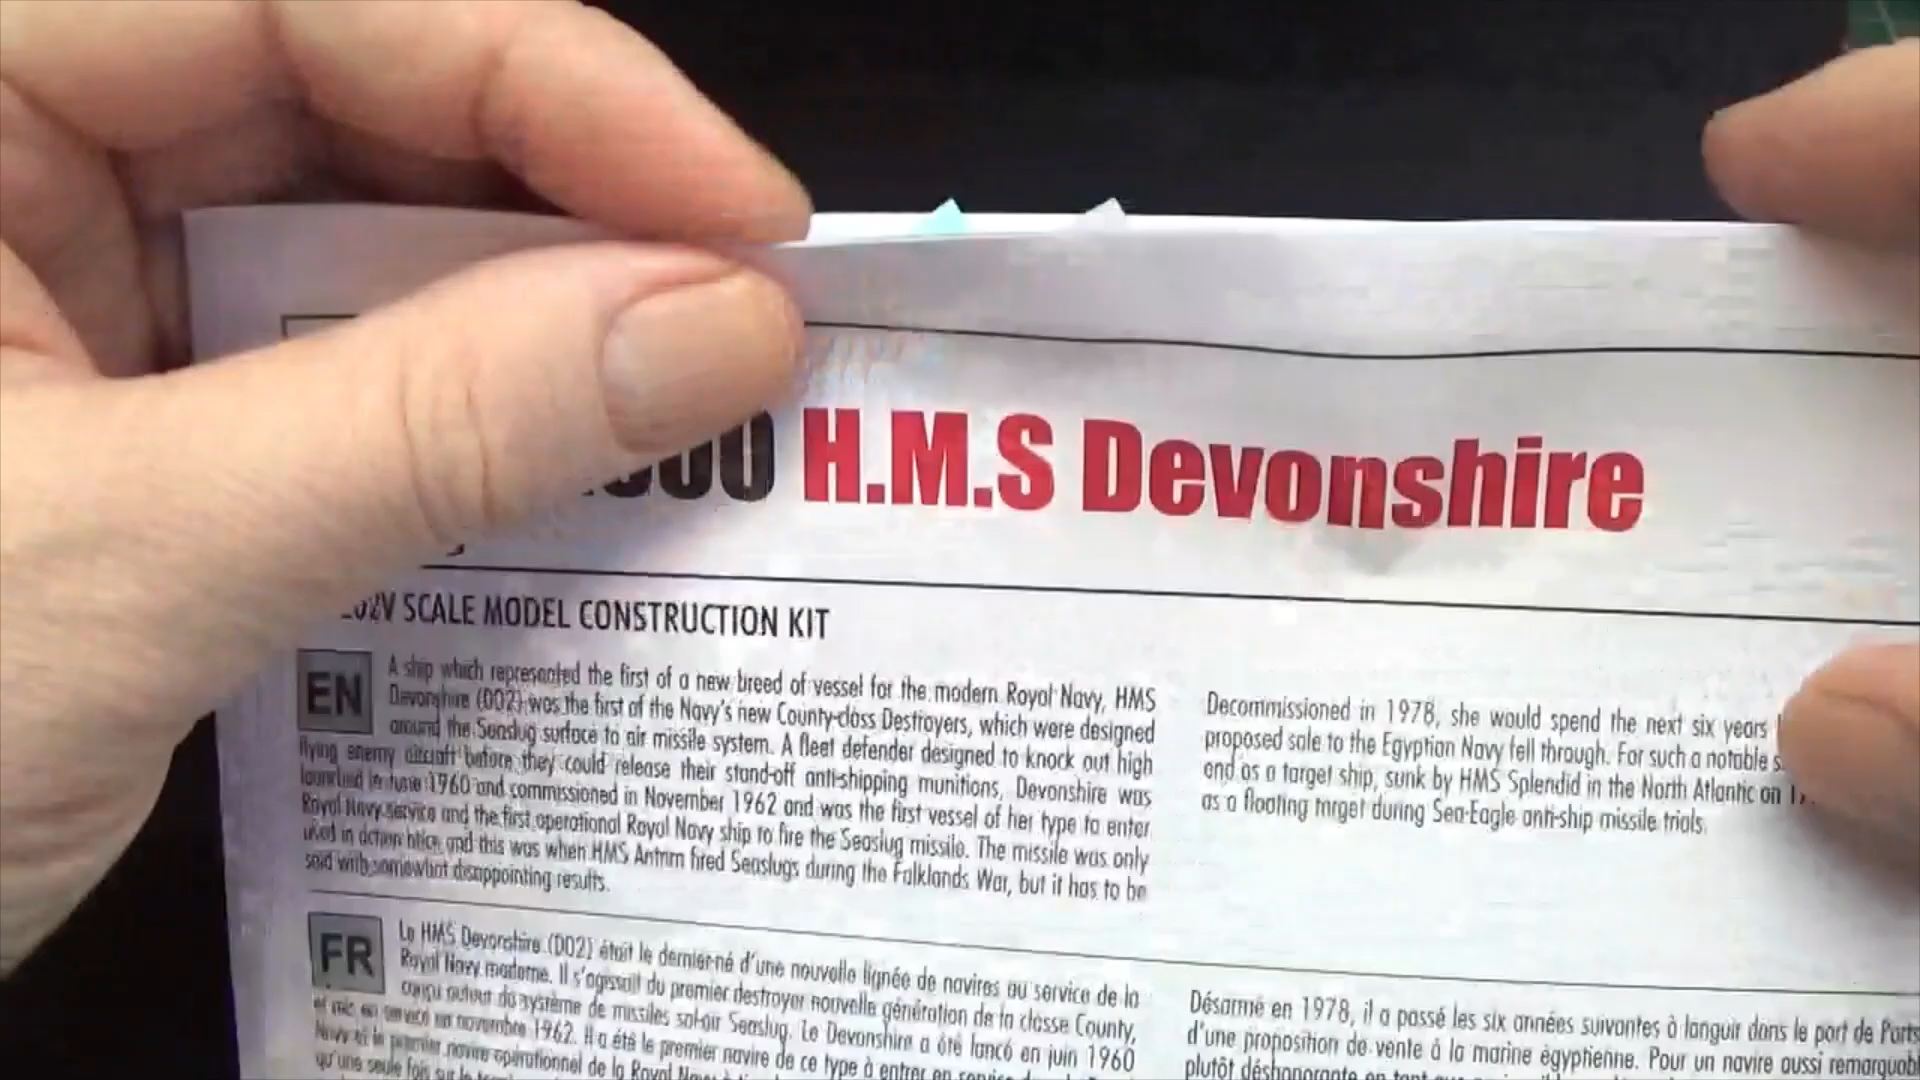 H.M.S Devonshire
SCALE MODEL CONSTRUCTION KIT
EN
A ship which represented the first of a new breed of vessel for the modern Royal Navy, HMS
Devonshire (D02) was the first of the Navy's new County-class Destroyers, which were designed
around the Seaslug surface to air missile system. A fleet defender designed to knock out high
flying enemy aircraft before they could release their stand-off anti-shipping munitions, Devonshire was
launched in June 1960 and commissioned in November 1962 and was the first vessel of her type to enter
Royal Navy service and the first operational Royal Navy ship to fire the Seaslug missile. The missile was only
used in action and this was when HMS Antrim fired Seaslugs during the Falklands War, but it has to be
said with somewhat disappointing results.
Decommissioned in 1978, she would spend the next six years
proposed sale to the Egyptian Navy fell through. For such a notable
end as a target ship, sunk by HMS Splendid in the North Atlantic on
as a floating target during Sea-Eagle anti-ship missile trials.
FR
Le HMS Devonshire (D02) était le dernier-né d'une nouvelle lignée de navires au service de la
Royal Navy moderne. Il s'agissait du premier destroyer nouvelle génération de la classe County,
conçu autour du système de missiles sol-air Seaslug. Le Devonshire a été lancé en juin 1960
et mis en service en novembre 1962. Il a été le premier navire de ce type à entrer en service
Navy et le premier navire opérationnel de la Royal Navy
qu'une seule fois sur le
Désarmé en 1978, il a passé les six années suivantes à languir dans le port de
d'une proposition de vente à la marine égyptienne. Pour un navire aussi
plutôt déshonorante en tant que